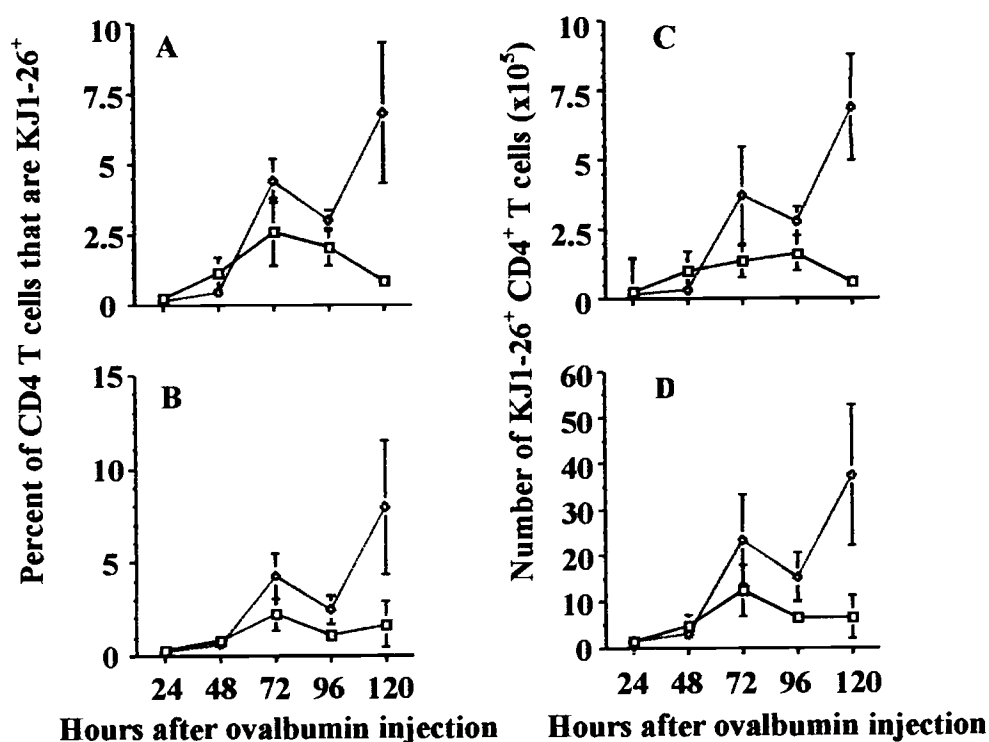 Percent of CD4 T cells that are KJ1-26⁺
A
10
7.5
5
2.5
0
B
15
10
5
0
24 48 72 96 120
Hours after ovalbumin injection
Number of KJ1-26⁺ CD4⁺ T cells (x10⁵)
C
10
7.5
5
2.5
0
D
60
50
40
30
20
10
0
24 48 72 96 120
Hours after ovalbumin injection